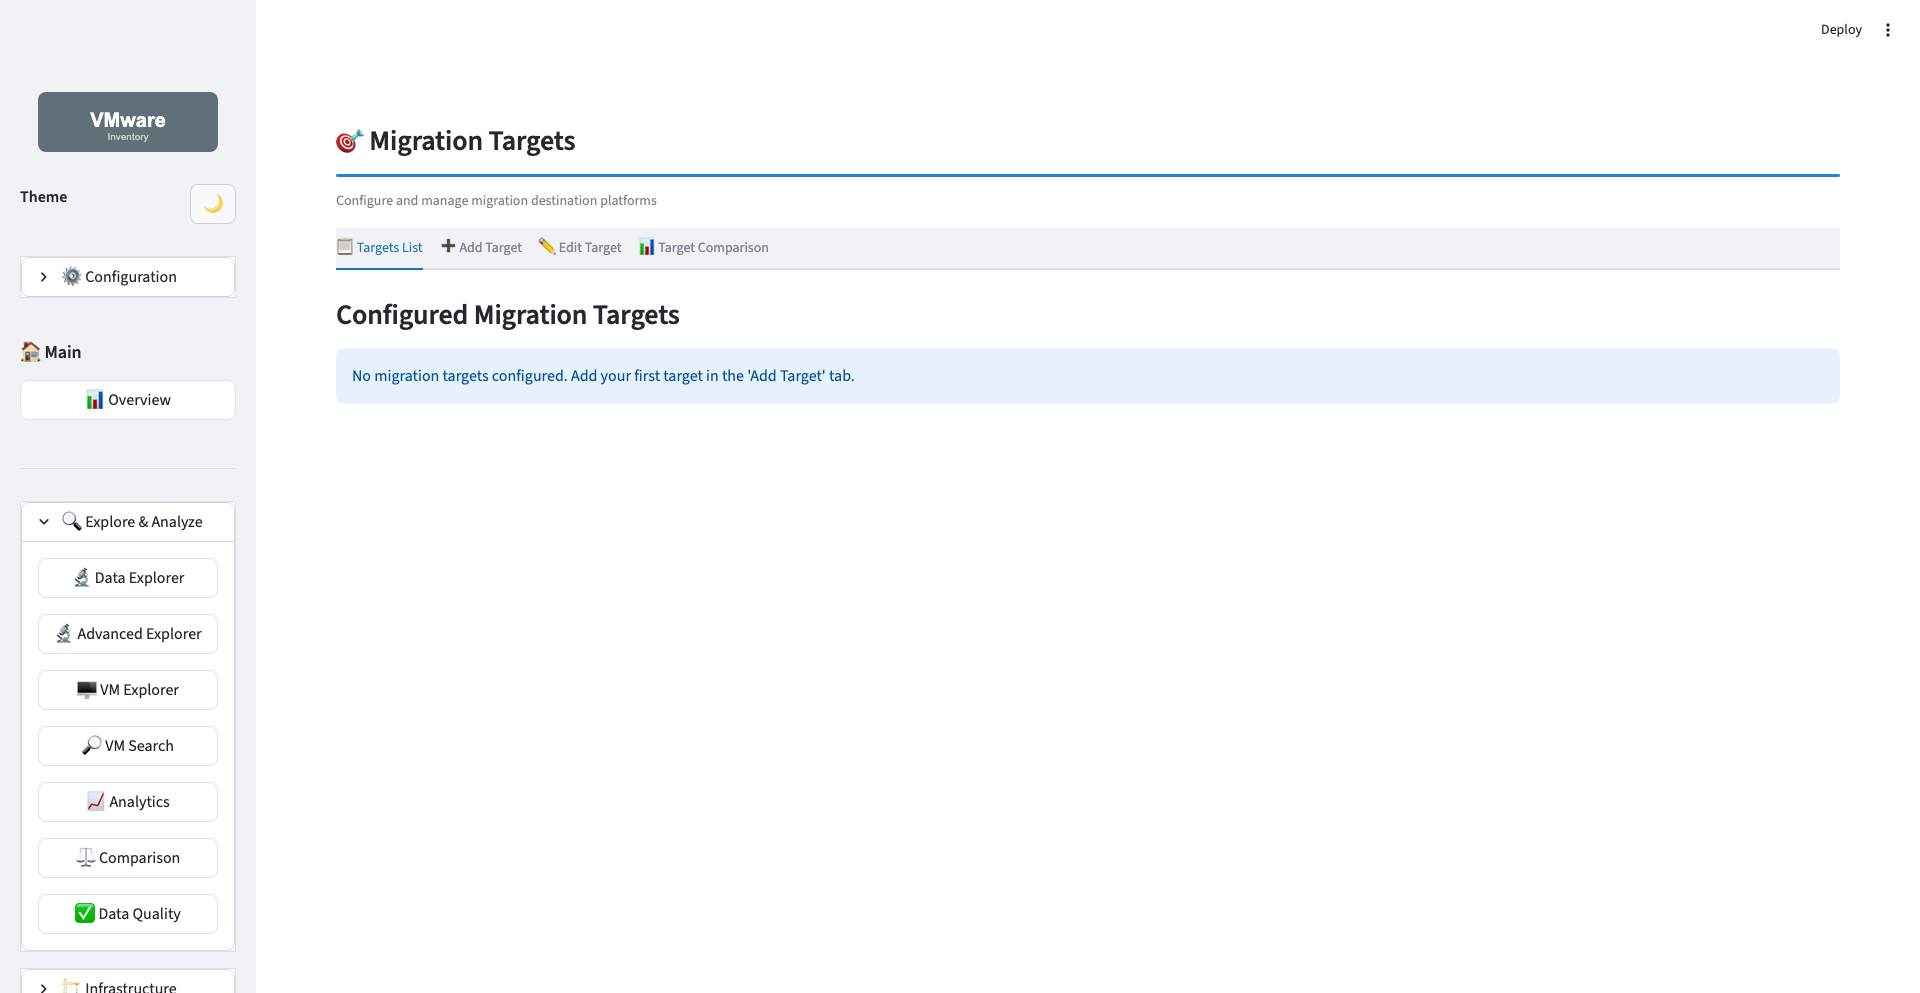 Deploy
VMware
Inventory
Theme
Configuration
Main
Overview
Explore & Analyze
Data Explorer
Advanced Explorer
VM Explorer
VM Search
Analytics
Comparison
Data Quality
Infrastructure
Migration Targets
Configure and manage migration destination platforms
Targets List Add Target Edit Target Target Comparison
Configured Migration Targets
No migration targets configured. Add your first target in the 'Add Target' tab.